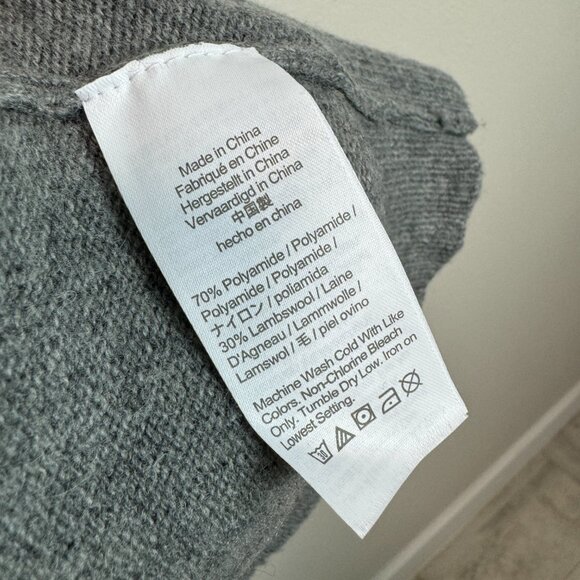 Made in China
Fabriqué en Chine
Hergestellt in China
Vervaardigd in China
中国製
hecho en china
70% Polyamide / Polyamide /
Polyamide / Polyamide /
ナイロン / poliamida
30% Lambswool / Laine
D'Agneau / Lammwolle /
Lamswol / 毛 / piel ovino
Machine Wash Cold With Like
Colors. Non-Chlorine Bleach
Only. Tumble Dry Low. Iron on
Lowest Setting.